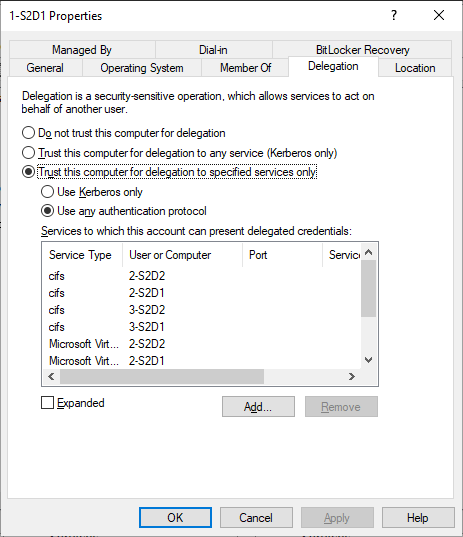 1-S2D1 Properties
?
Managed By Dial-in BitLocker Recovery
General Operating System Member Of Delegation Location
Delegation is a security-sensitive operation, which allows services to act on
behalf of another user.
Do not trust this computer for delegation
Trust this computer for delegation to any service (Kerberos only)
Trust this computer for delegation to specified services only
Use Kerberos only
Use any authentication protocol
Services to which this account can present delegated credentials:
Service Type User or Computer Port Service
cifs 2-S2D2
cifs 2-S2D1
cifs 3-S2D2
cifs 3-S2D1
Microsoft Virt... 2-S2D2
Microsoft Virt... 2-S2D1
Expanded Add... Remove
OK Cancel Apply Help